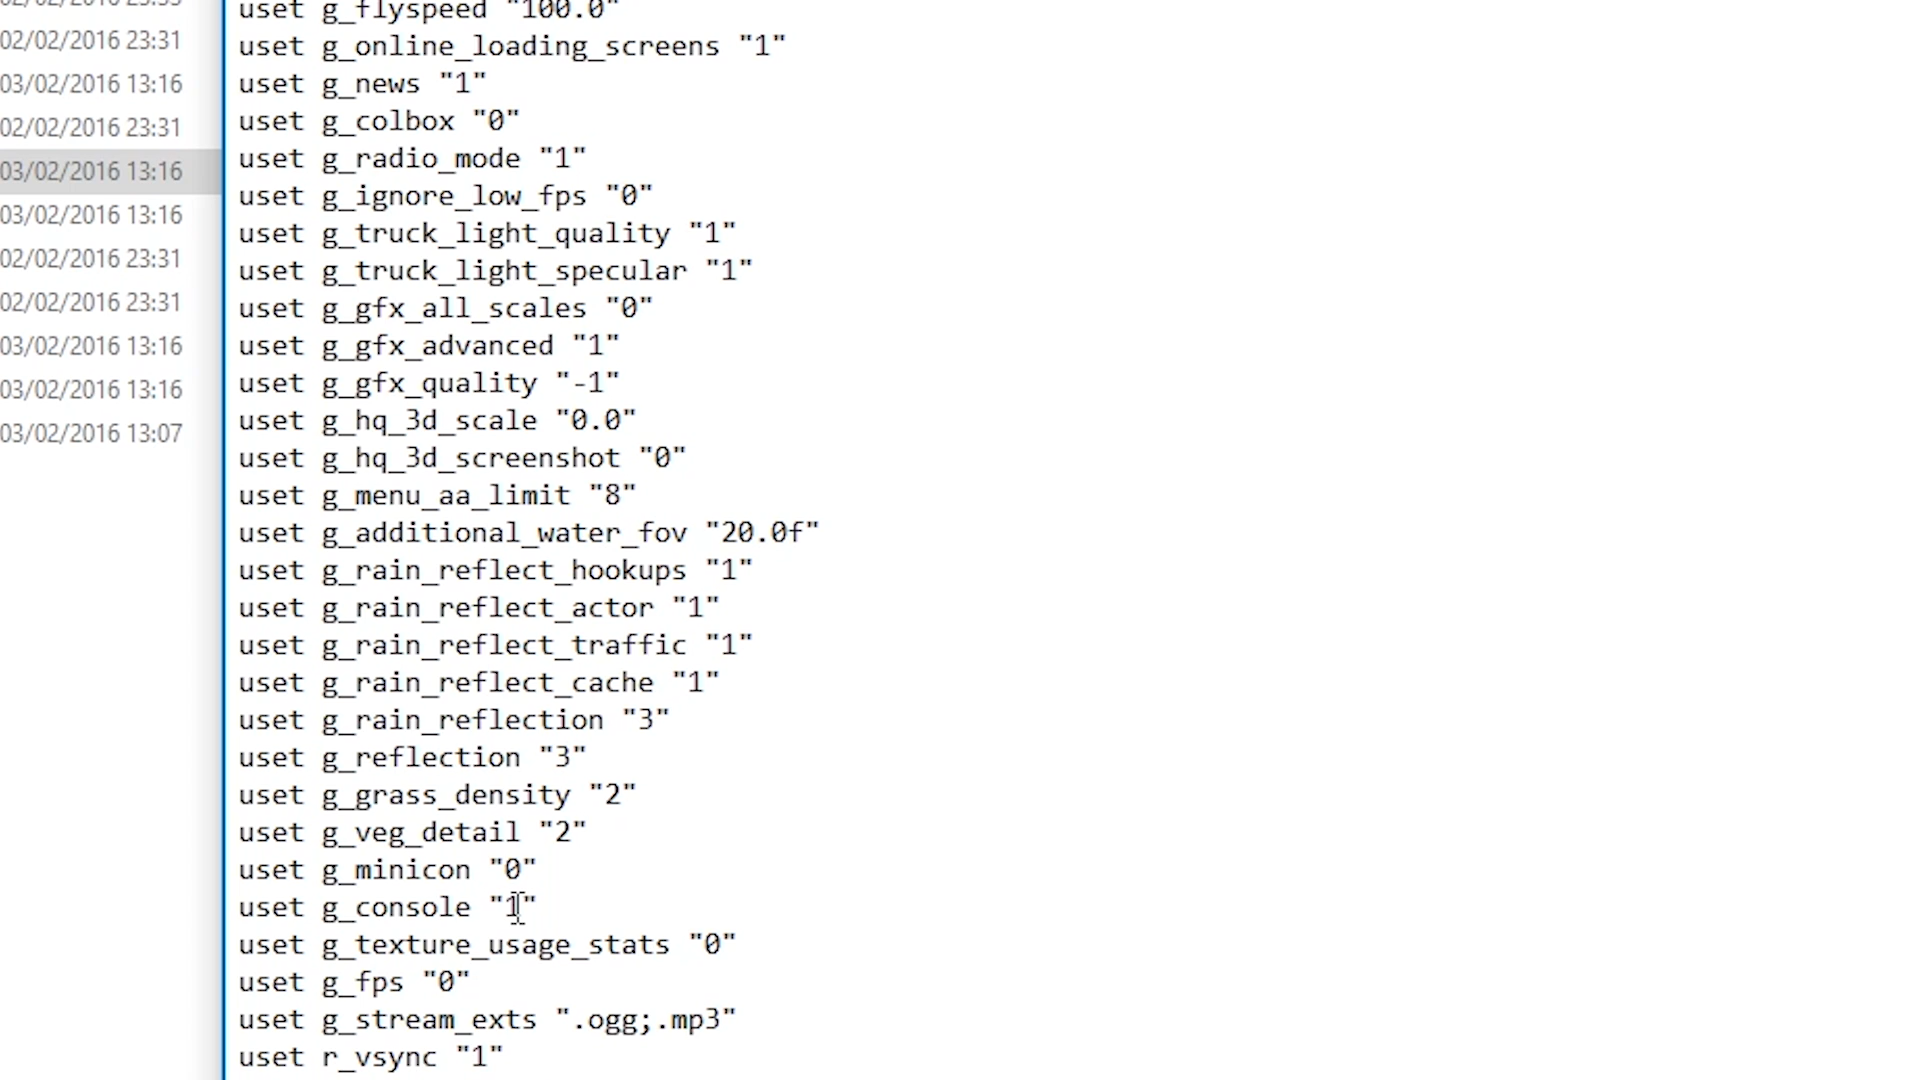 02/02/2016 23:31
03/02/2016 13:16
02/02/2016 23:31
03/02/2016 13:16
03/02/2016 13:16
02/02/2016 23:31
02/02/2016 23:31
03/02/2016 13:16
03/02/2016 13:16
03/02/2016 13:07
uset g_flyspeed "100.0"
uset g_online_loading_screens "1"
uset g_news "1"
uset g_colbox "0"
uset g_radio_mode "1"
uset g_ignore_low_fps "0"
uset g_truck_light_quality "1"
uset g_truck_light_specular "1"
uset g_gfx_all_scales "0"
uset g_gfx_advanced "1"
uset g_gfx_quality "-1"
uset g_hq_3d_scale "0.0"
uset g_hq_3d_screenshot "0"
uset g_menu_aa_limit "8"
uset g_additional_water_fov "20.0f"
uset g_rain_reflect_hookups "1"
uset g_rain_reflect_actor "1"
uset g_rain_reflect_traffic "1"
uset g_rain_reflect_cache "1"
uset g_rain_reflection "3"
uset g_reflection "3"
uset g_grass_density "2"
uset g_veg_detail "2"
uset g_minicon "0"
uset g_console "1"
uset g_texture_usage_stats "0"
uset g_fps "0"
uset g_stream_exts ".ogg;.mp3"
uset r_vsync "1"